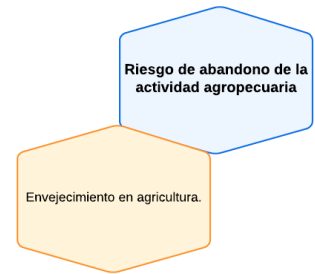 Riesgo de abandono de la
actividad agropecuaria
Envejecimiento en agricultura.